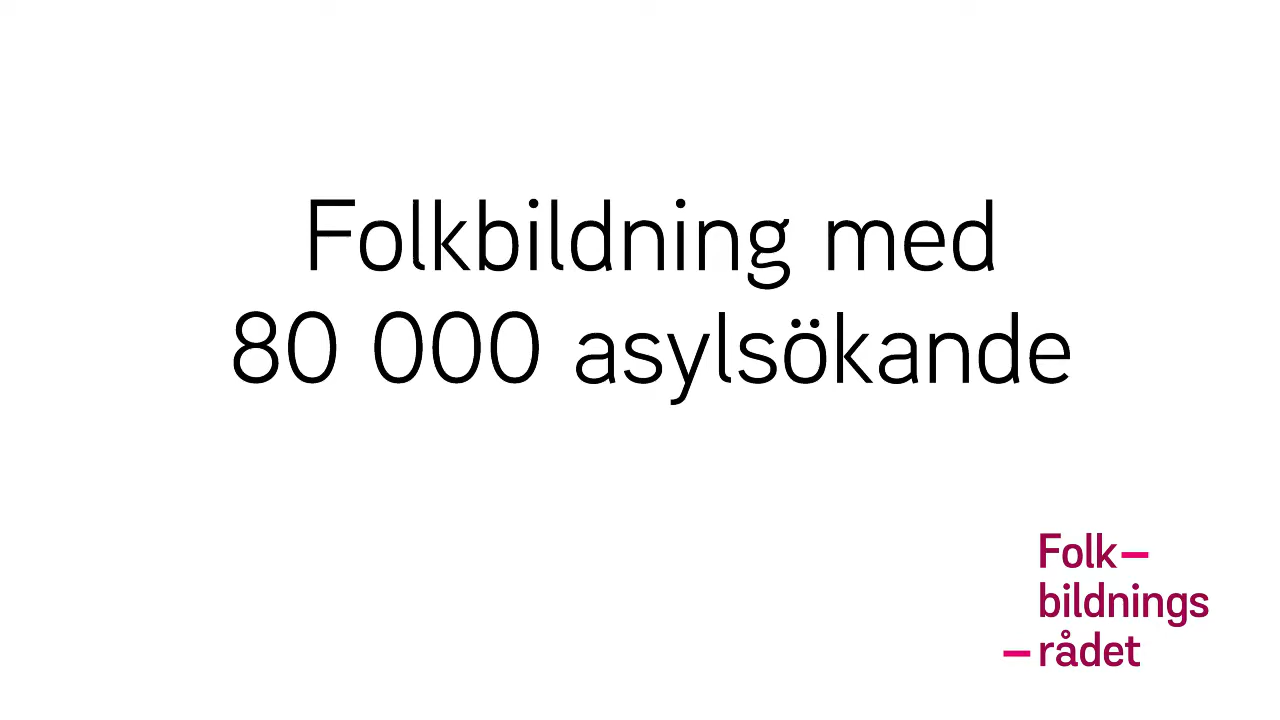 Folkbildning med
80 000 asylsökande
Folk–
bildnings
–rådet